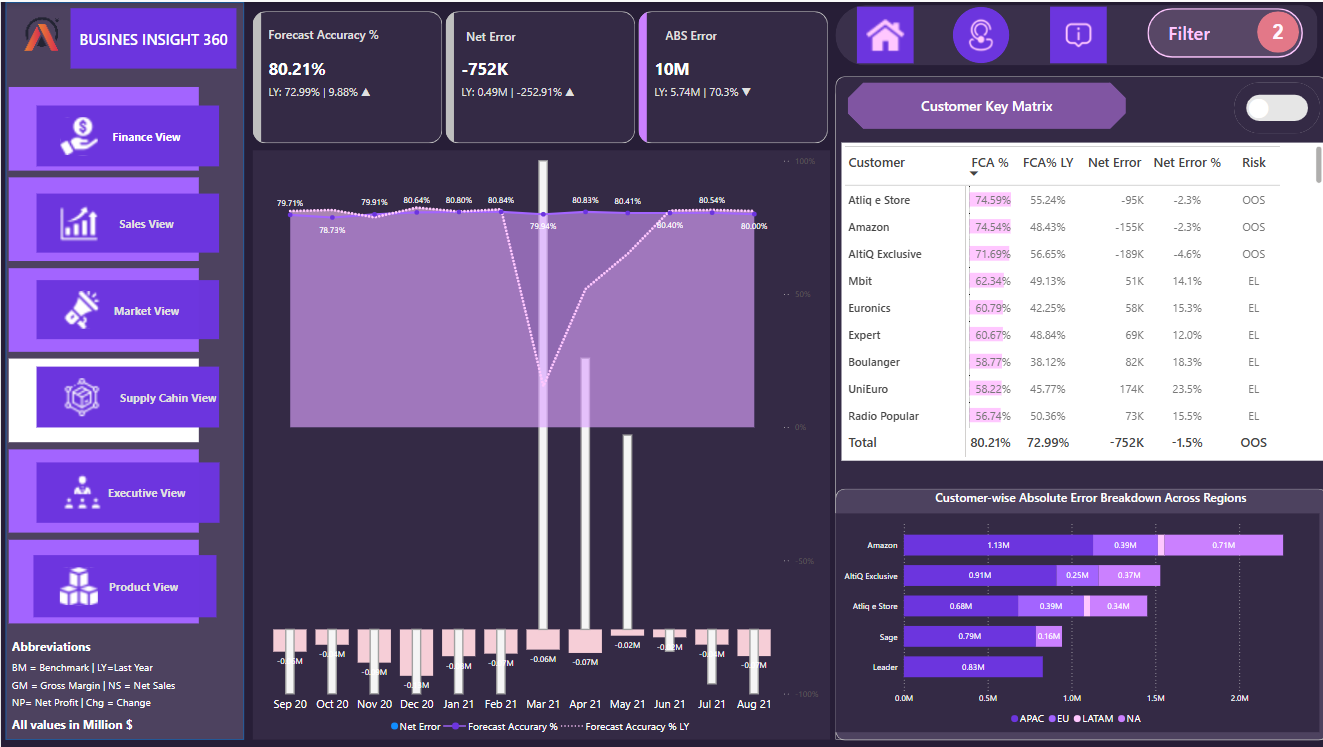 BUSINES INSIGHT 360
Finance View
Sales View
Market View
Supply Cahin View
Executive View
Product View
Abbreviations
BM = Benchmark | LY=Last Year
GM = Gross Margin | NS = Net Sales
NP= Net Profit | Chg = Change
All values in Million $
Forecast Accuracy %
80.21%
LY: 72.99% | 9.88% ▲
Net Error
-752K
LY: 0.49M | -252.91% ▲
ABS Error
10M
LY: 5.74M | 70.3% ▼
Filter 2
100%
50%
0%
-50%
-100%
79.71% 78.73% 79.91% 80.64% 80.80% 80.84% 79.94% 80.83% 80.41% 80.40% 80.54% 80.00%
-0.06M -0.07M -0.02M
Sep 20 Oct 20 Nov 20 Dec 20 Jan 21 Feb 21 Mar 21 Apr 21 May 21 Jun 21 Jul 21 Aug 21
Net Error Forecast Accurary % Forecast Accurary % LY
Customer Key Matrix
Customer FCA % FCA% LY Net Error Net Error % Risk
Atliq e Store 74.59% 55.24% -95K -2.3% OOS
Amazon 74.54% 48.43% -155K -2.3% OOS
AltiQ Exclusive 71.69% 56.65% -189K -4.6% OOS
Mbit 62.34% 49.13% 51K 14.1% EL
Euronics 60.79% 42.25% 58K 15.3% EL
Expert 60.67% 48.84% 69K 12.0% EL
Boulanger 58.77% 38.12% 82K 18.3% EL
UniEuro 58.22% 45.77% 174K 23.5% EL
Radio Popular 56.74% 50.36% 73K 15.5% EL
Total 80.21% 72.99% -752K -1.5% OOS
Customer-wise Absolute Error Breakdown Across Regions
Amazon 1.13M 0.39M 0.71M
AltiQ Exclusive 0.91M 0.25M 0.37M
Atliq e Store 0.68M 0.39M 0.34M
Sage 0.79M 0.16M
Leader 0.83M
0.0M 0.5M 1.0M 1.5M 2.0M
APAC EU LATAM NA